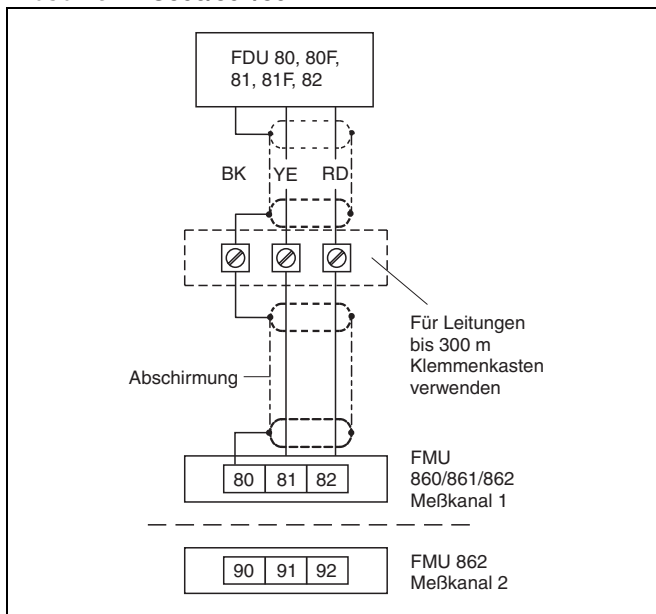 FDU 80, 80F,
81, 81F, 82
BK YE RD
Für Leitungen
bis 300 m
Klemmenkasten
verwenden
Abschirmung
80 81 82
FMU
860/861/862
Meßkanal 1
90 91 92
FMU 862
Meßkanal 2